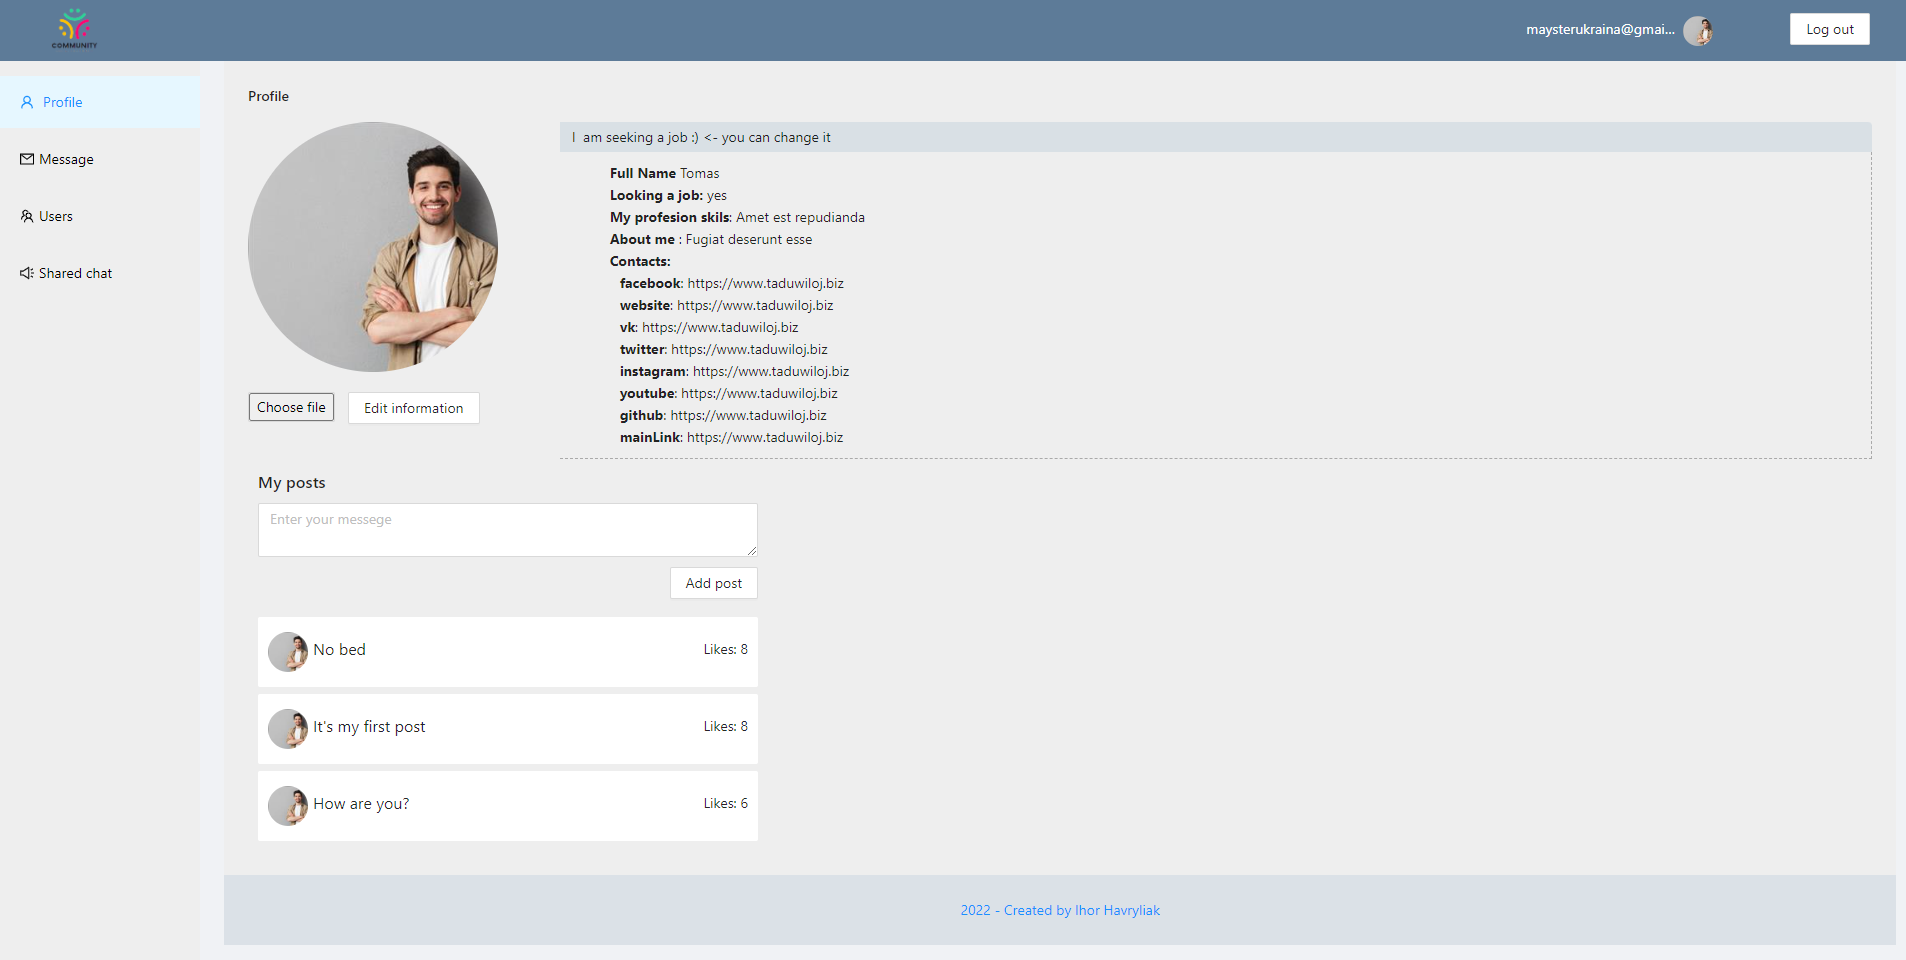 COMMUNITY
maysterukraina@gmai...
Log out
Profile
Message
Users
Shared chat
Profile
I am seeking a job :) <- you can change it
Full Name Tomas
Looking a job: yes
My profesion skils: Amet est repudianda
About me : Fugiat deserunt esse
Contacts:
facebook: https://www.taduwiloj.biz
website: https://www.taduwiloj.biz
vk: https://www.taduwiloj.biz
twitter: https://www.taduwiloj.biz
instagram: https://www.taduwiloj.biz
youtube: https://www.taduwiloj.biz
github: https://www.taduwiloj.biz
mainLink: https://www.taduwiloj.biz
Choose file
Edit information
My posts
Enter your messege
Add post
No bed
Likes: 8
It's my first post
Likes: 8
How are you?
Likes: 6
2022 - Created by Ihor Havryliak